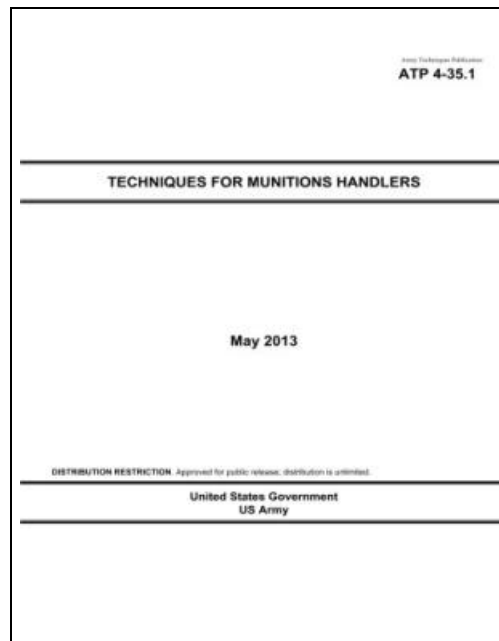 Army Techniques Publication
ATP 4-35.1
TECHNIQUES FOR MUNITIONS HANDLERS
May 2013
DISTRIBUTION RESTRICTION. Approved for public release; distribution is unlimited.
United States Government
US Army